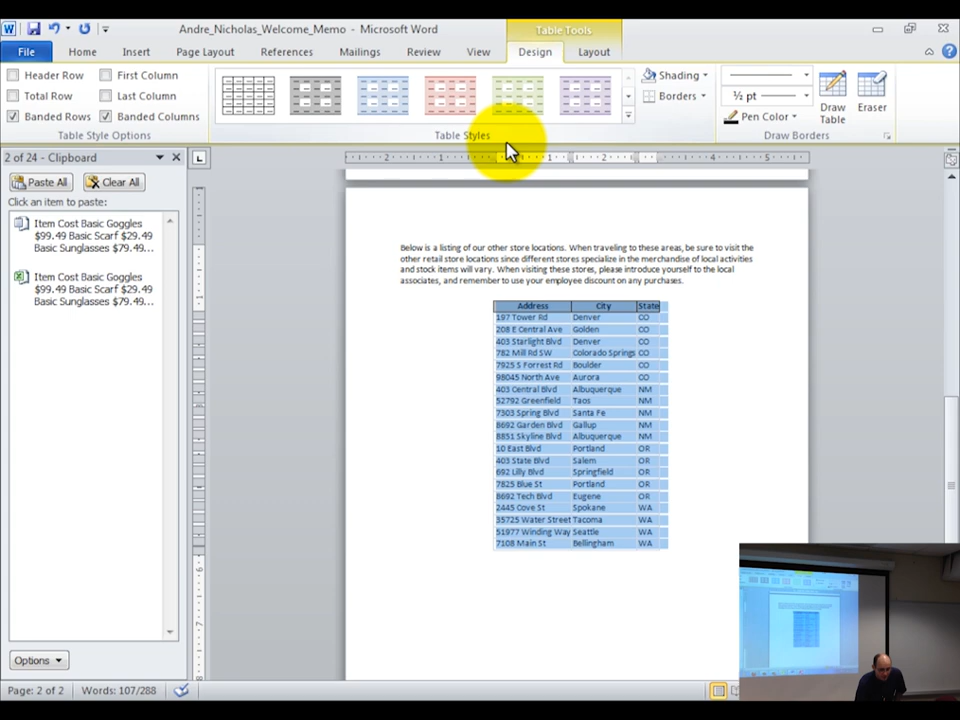 Andre_Nicholas_Welcome_Memo - Microsoft Word
Table Tools
File Home Insert Page Layout References Mailings Review View Design Layout
Header Row First Column
Total Row Last Column
Banded Rows Banded Columns
Table Style Options
Table Styles
Shading
Borders
½ pt
Pen Color
Draw Table
Eraser
Draw Borders
2 of 24 - Clipboard
Paste All Clear All
Click an item to paste:
Item Cost Basic Goggles
$99.49 Basic Scarf $29.49
Basic Sunglasses $79.49...
Item Cost Basic Goggles
$99.49 Basic Scarf $29.49
Basic Sunglasses $79.49...
Options
Below is a listing of our other store locations. When traveling to these areas, be sure to visit the
other retail store locations since different stores specialize in the merchandise of local activities
and stock items will vary. When visiting these stores, please introduce yourself to the local
associates, and remember to use your employee discount on any purchases.
Address City State
197 Tower Rd Denver CO
208 E Central Ave Golden CO
403 Starlight Blvd Denver CO
782 Mill Rd SW Colorado Springs CO
7925 S Forrest Rd Boulder CO
98045 North Ave Aurora CO
403 Central Blvd Albuquerque NM
52792 Greenfield Taos NM
7303 Spring Blvd Santa Fe NM
8692 Garden Blvd Gallup NM
8851 Skyline Blvd Albuquerque NM
10 East Blvd Portland OR
403 State Blvd Salem OR
692 Lilly Blvd Springfield OR
7825 Blue St Portland OR
8692 Tech Blvd Eugene OR
2445 Cove St Spokane WA
35725 Water Street Tacoma WA
51977 Winding Way Seattle WA
7108 Main St Bellingham WA
Page: 2 of 2 Words: 107/288